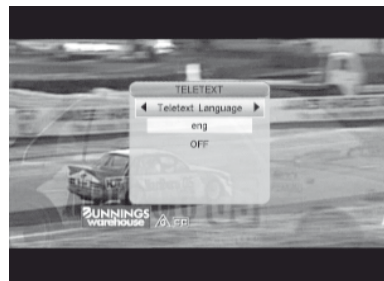 TELETEXT
Teletext Language
eng
OFF
BUNNINGS
warehouse